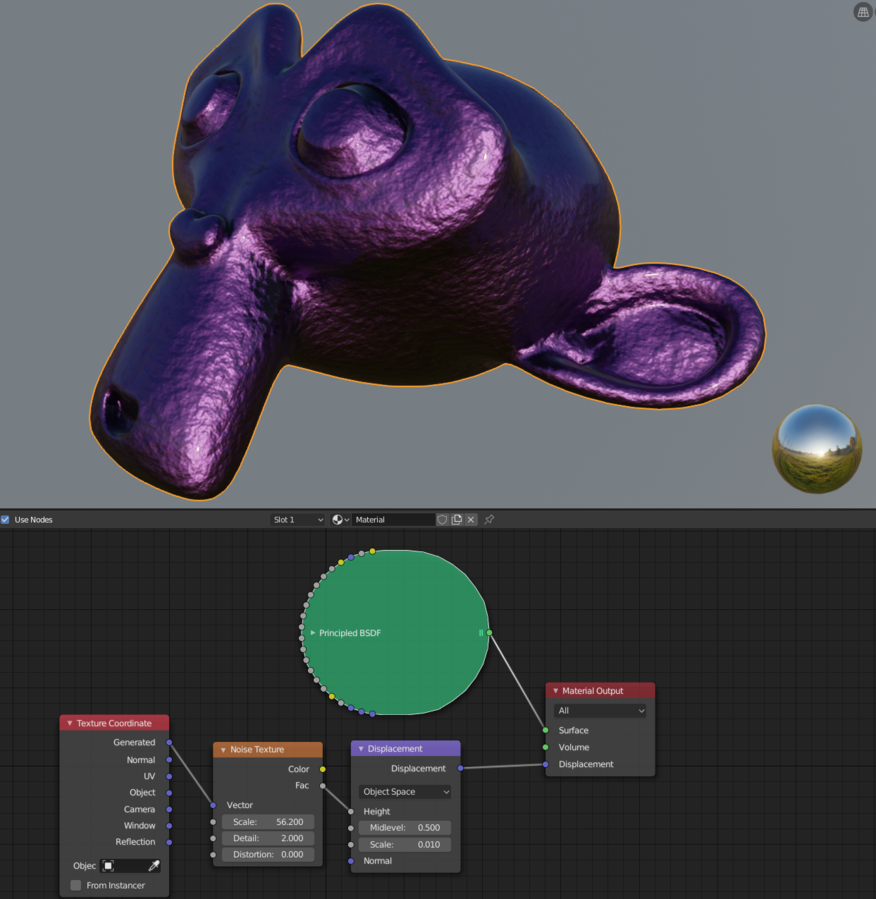 Use Nodes
Slot 1
Material
Principled BSDF
Material Output
All
Surface
Volume
Displacement
Texture Coordinate
Generated
Normal
UV
Object
Camera
Window
Reflection
Objec
From Instancer
Noise Texture
Color
Fac
Vector
Scale: 56.200
Detail: 2.000
Distortion: 0.000
Displacement
Displacement
Object Space
Height
Midlevel: 0.500
Scale: 0.010
Normal